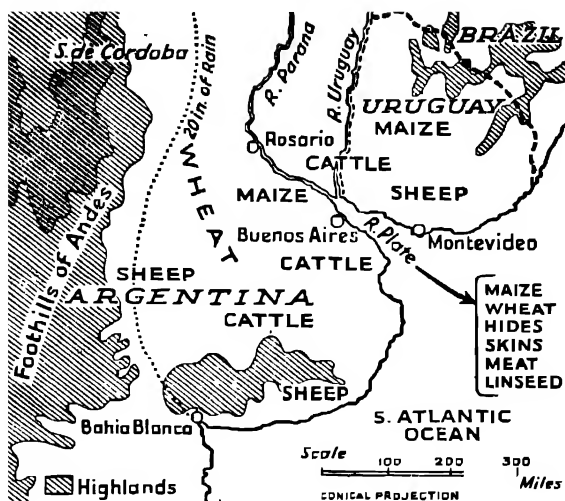 S. de Cordoba
20 in. of Rain
R. Parana
R. Uruguay
BRAZIL
URUGUAY
MAIZE
Rosario
CATTLE
WHEAT
MAIZE
SHEEP
Buenos Aires
R. Plate
Montevideo
CATTLE
Foothills of Andes
SHEEP
ARGENTINA
CATTLE
MAIZE
WHEAT
HIDES
SKINS
MEAT
LINSEED
SHEEP
Bahia Blanca
S. ATLANTIC
OCEAN
Scale
0 100 200 300
Miles
CONICAL PROJECTION
Highlands